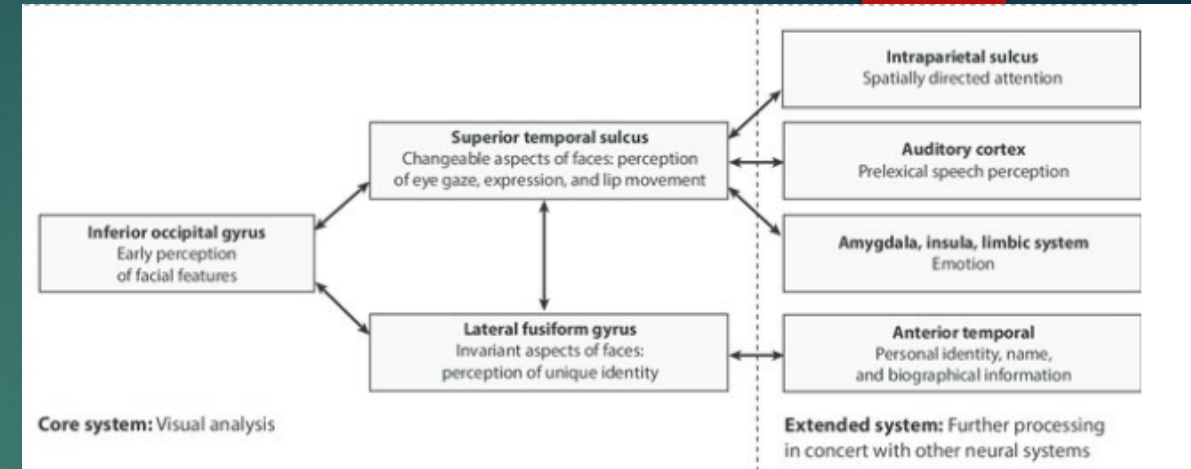 Intraparietal sulcus
Spatially directed attention
Superior temporal sulcus
Changeable aspects of faces: perception
of eye gaze, expression, and lip movement
Auditory cortex
Prelexical speech perception
Inferior occipital gyrus
Early perception
of facial features
Amygdala, insula, limbic system
Emotion
Lateral fusiform gyrus
Invariant aspects of faces:
perception of unique identity
Anterior temporal
Personal identity, name,
and biographical information
Core system: Visual analysis
Extended system: Further processing
in concert with other neural systems